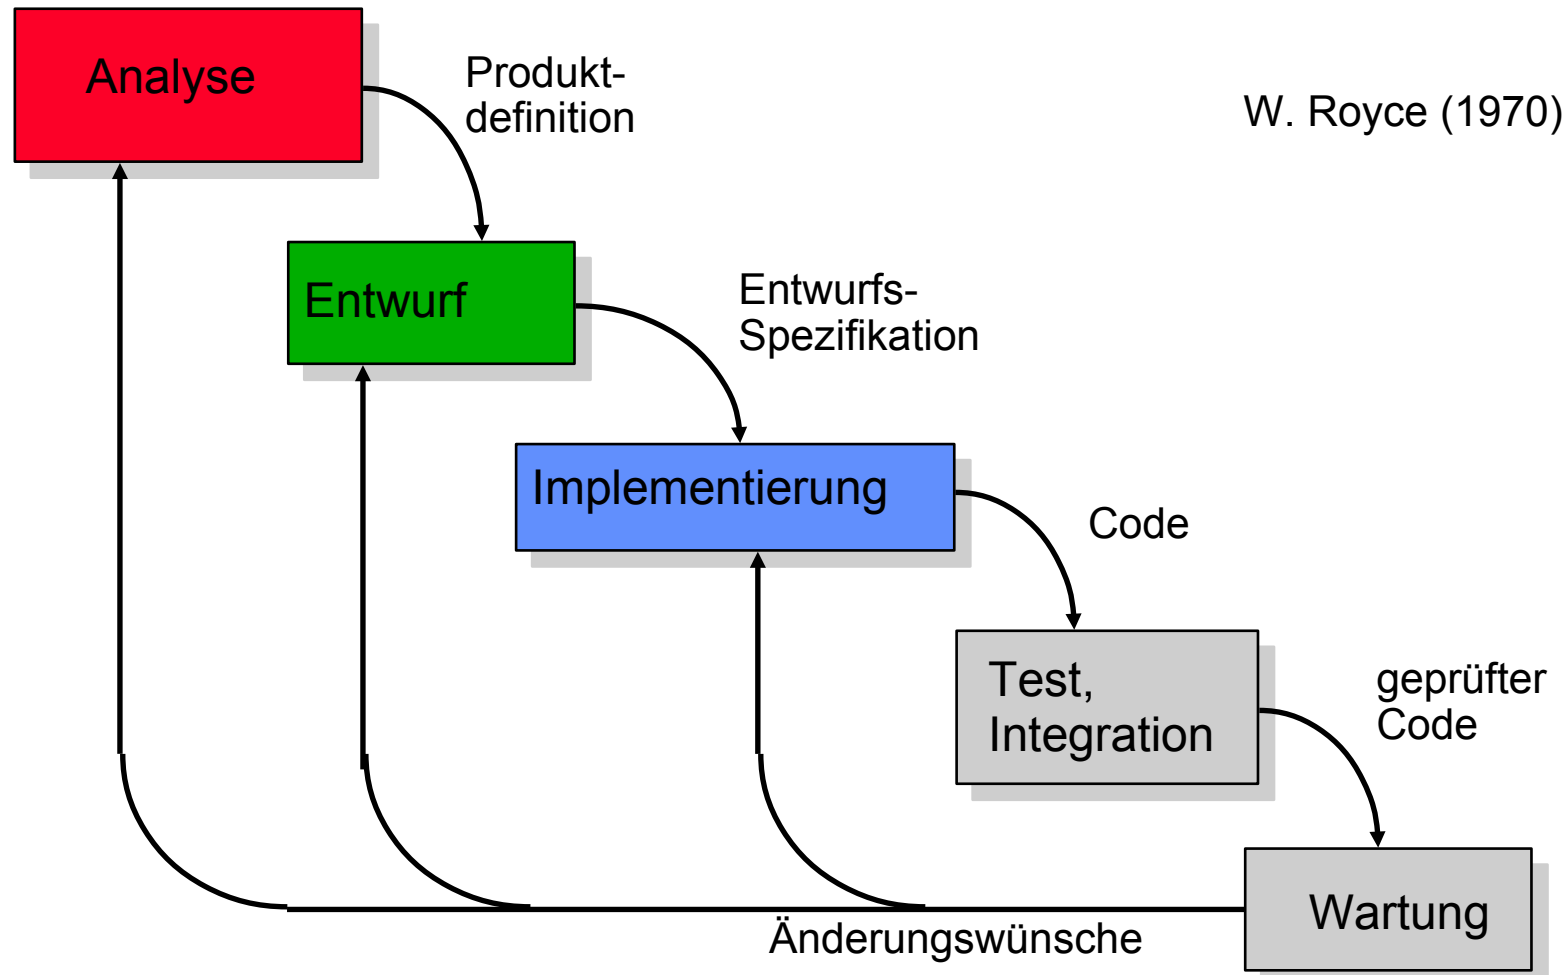 Analyse
Produkt-
definition
W. Royce (1970)
Entwurf
Entwurfs-
Spezifikation
Implementierung
Code
Test,
Integration
geprüfter
Code
Wartung
Änderungswünsche